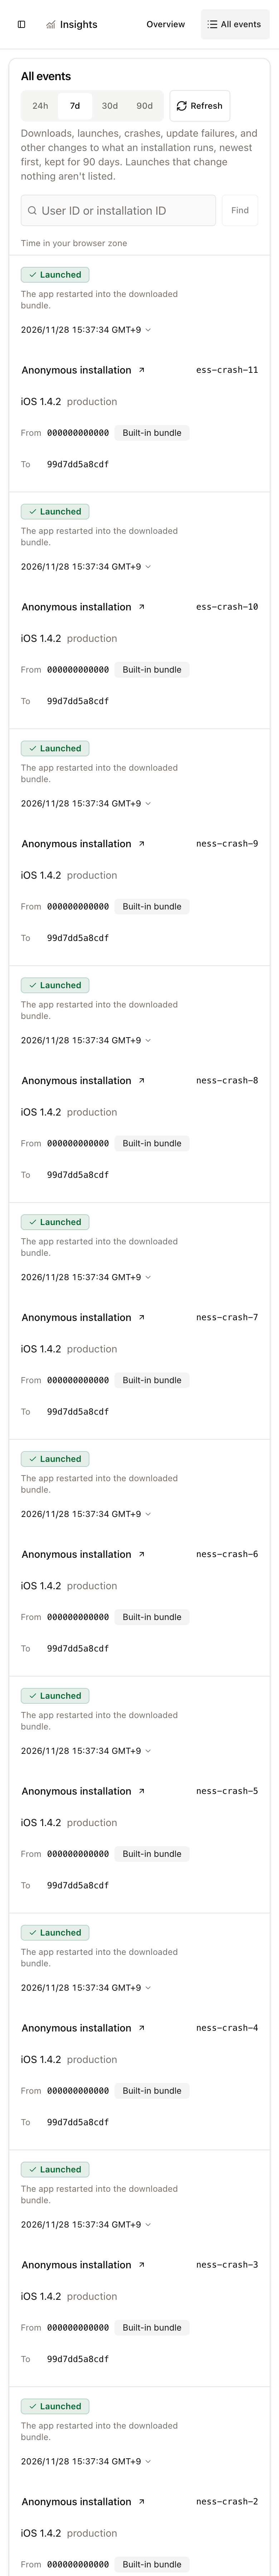 Insights
Overview
All events
All events
24h 7d 30d 90d Refresh
Downloads, launches, crashes, update failures, and
other changes to what an installation runs, newest
first, kept for 90 days. Launches that change
nothing aren't listed.
User ID or installation ID Find
Time in your browser zone
Launched
The app restarted into the downloaded
bundle.
2026/11/28 15:37:34 GMT+9
Anonymous installation ess-crash-11
iOS 1.4.2 production
From 000000000000 Built-in bundle
To 99d7dd5a8cdf
Launched
The app restarted into the downloaded
bundle.
2026/11/28 15:37:34 GMT+9
Anonymous installation ess-crash-10
iOS 1.4.2 production
From 000000000000 Built-in bundle
To 99d7dd5a8cdf
Launched
The app restarted into the downloaded
bundle.
2026/11/28 15:37:34 GMT+9
Anonymous installation ness-crash-9
iOS 1.4.2 production
From 000000000000 Built-in bundle
To 99d7dd5a8cdf
Launched
The app restarted into the downloaded
bundle.
2026/11/28 15:37:34 GMT+9
Anonymous installation ness-crash-8
iOS 1.4.2 production
From 000000000000 Built-in bundle
To 99d7dd5a8cdf
Launched
The app restarted into the downloaded
bundle.
2026/11/28 15:37:34 GMT+9
Anonymous installation ness-crash-7
iOS 1.4.2 production
From 000000000000 Built-in bundle
To 99d7dd5a8cdf
Launched
The app restarted into the downloaded
bundle.
2026/11/28 15:37:34 GMT+9
Anonymous installation ness-crash-6
iOS 1.4.2 production
From 000000000000 Built-in bundle
To 99d7dd5a8cdf
Launched
The app restarted into the downloaded
bundle.
2026/11/28 15:37:34 GMT+9
Anonymous installation ness-crash-5
iOS 1.4.2 production
From 000000000000 Built-in bundle
To 99d7dd5a8cdf
Launched
The app restarted into the downloaded
bundle.
2026/11/28 15:37:34 GMT+9
Anonymous installation ness-crash-4
iOS 1.4.2 production
From 000000000000 Built-in bundle
To 99d7dd5a8cdf
Launched
The app restarted into the downloaded
bundle.
2026/11/28 15:37:34 GMT+9
Anonymous installation ness-crash-3
iOS 1.4.2 production
From 000000000000 Built-in bundle
To 99d7dd5a8cdf
Launched
The app restarted into the downloaded
bundle.
2026/11/28 15:37:34 GMT+9
Anonymous installation ness-crash-2
iOS 1.4.2 production
From 000000000000 Built-in bundle